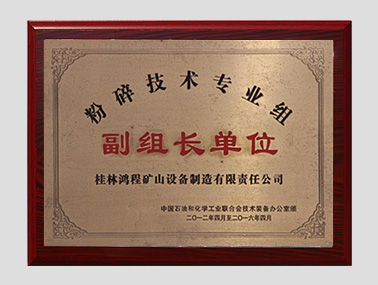 粉碎技术专业组
副组长单位
桂林鸿程矿山设备制造有限责任公司
中国石油和化学工业联合会技术装备办公室颁
二〇一二年四月至二〇一六年四月